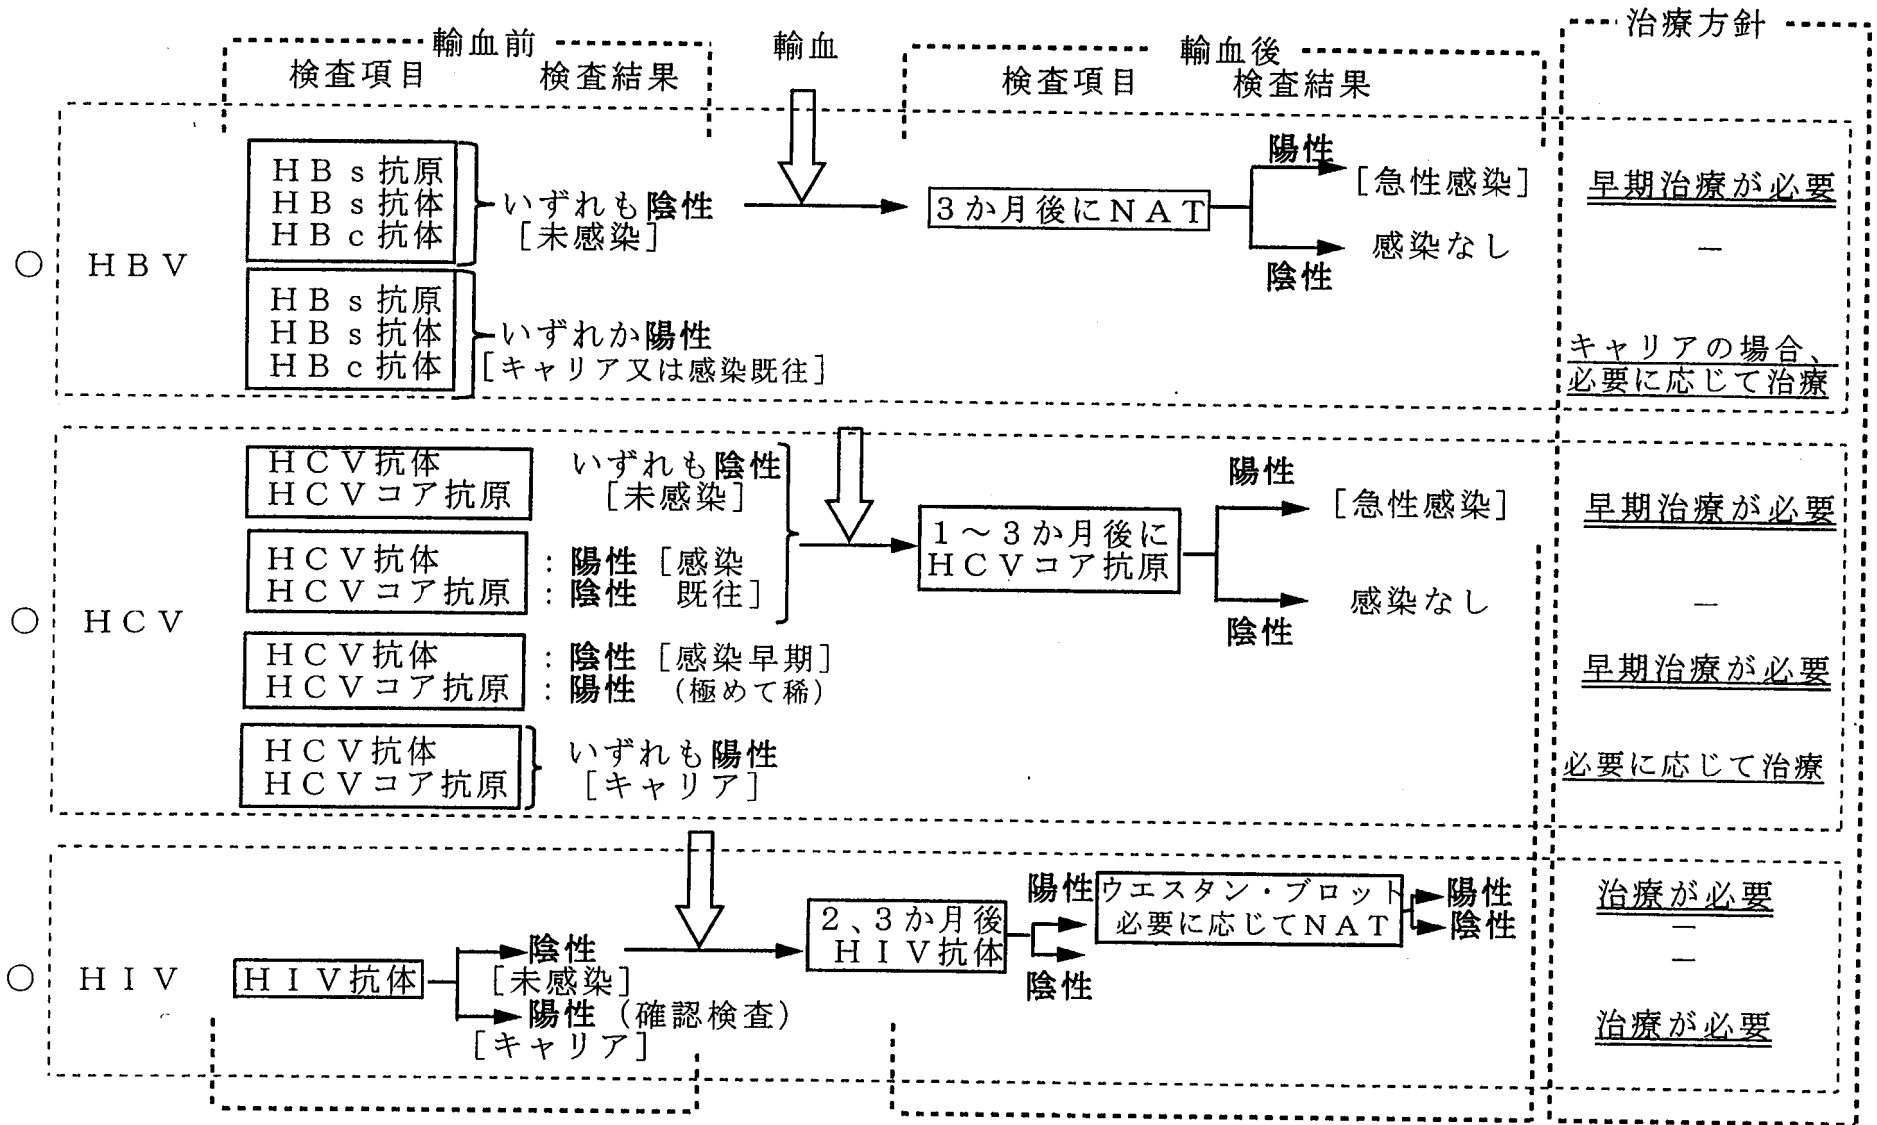 輸血前
輸血
輸血後
治療方針
検査項目 検査結果
検査項目 検査結果
○ HBV
HBs抗原
HBs抗体
HBc抗体
いずれも陰性
[未感染]
3か月後にNAT
陽性
[急性感染]
早期治療が必要
感染なし
陰性
－
HBs抗原
HBs抗体
HBc抗体
いずれか陽性
[キャリア又は感染既往]
キャリアの場合、
必要に応じて治療
○ HCV
HCV抗体
HCVコア抗原
いずれも陰性
[未感染]
HCV抗体 :陽性 [感染
HCVコア抗原 :陰性 既往]
1～3か月後に
HCVコア抗原
陽性
[急性感染]
早期治療が必要
感染なし
陰性
－
HCV抗体 :陰性 [感染早期]
HCVコア抗原 :陽性 (極めて稀)
早期治療が必要
HCV抗体
HCVコア抗原
いずれも陽性
[キャリア]
必要に応じて治療
○ HIV
HIV抗体
陰性
[未感染]
陽性(確認検査)
[キャリア]
2、3か月後
HIV抗体
陽性
陰性
ウエスタン・ブロット
必要に応じてNAT
陽性
陰性
治療が必要
－
－
治療が必要